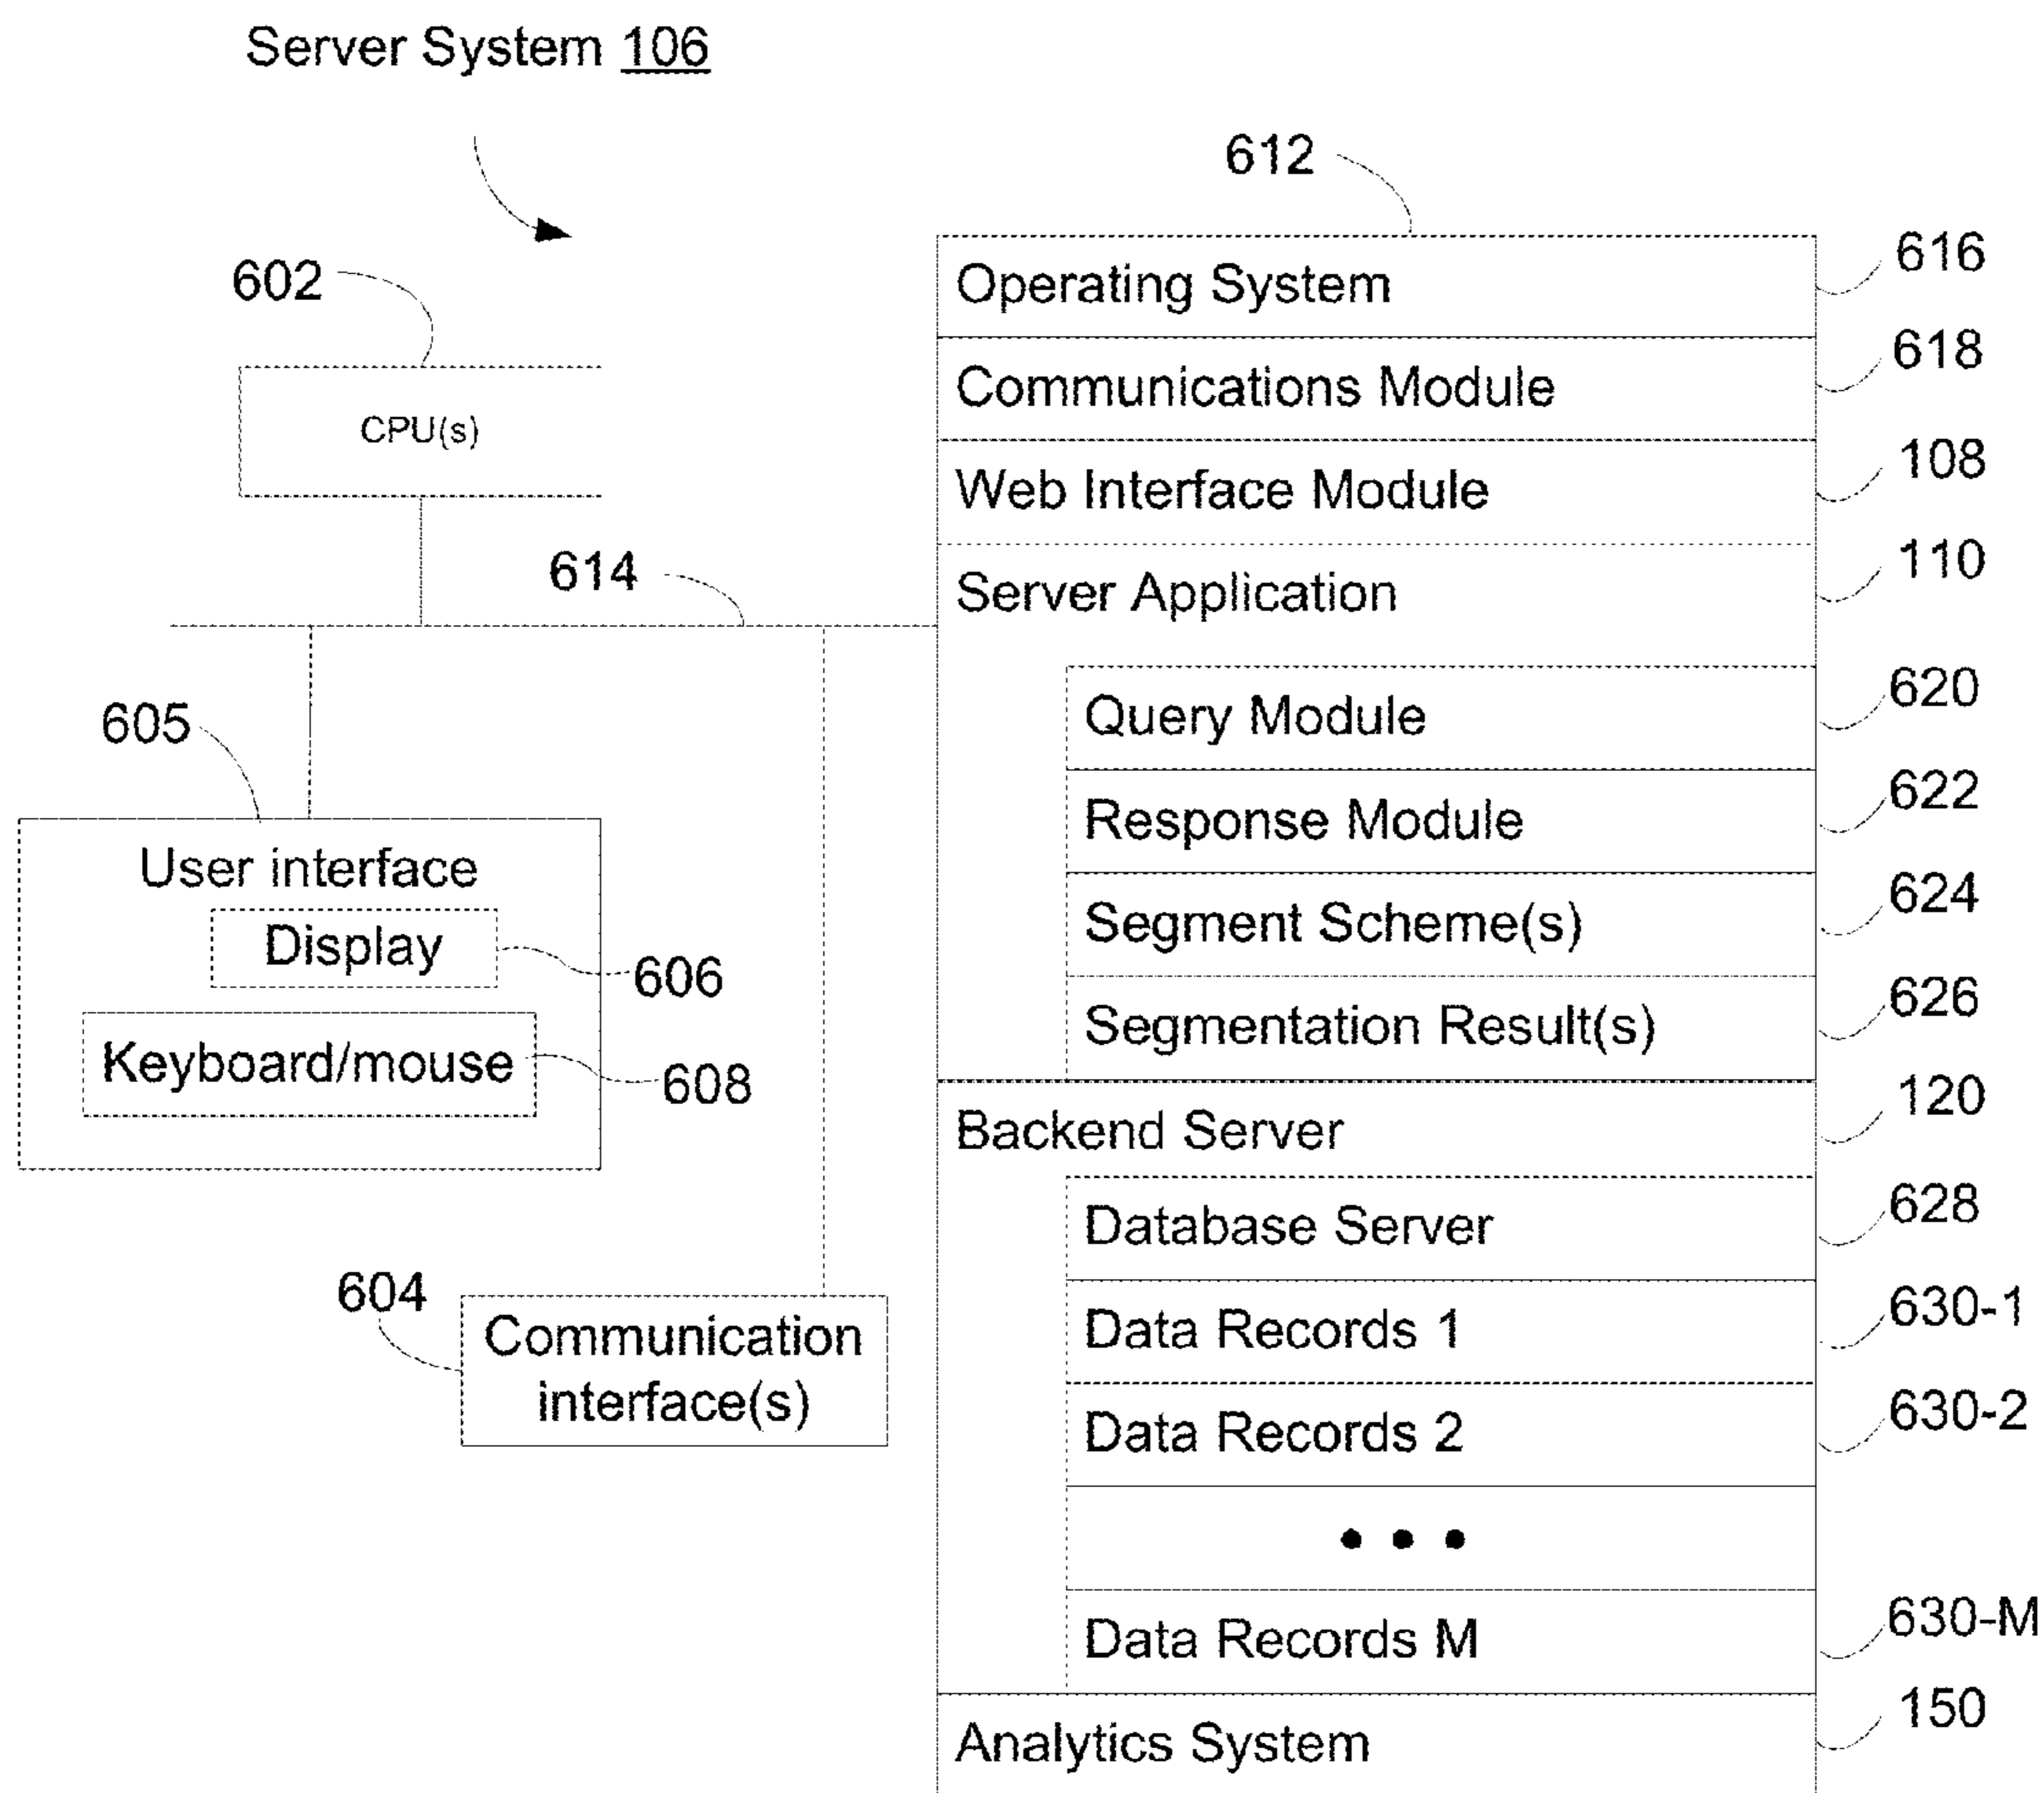 Server System 106
612
602
CPU(s)
614
605
User interface
Display
606
Keyboard/mouse
608
604
Communication
interface(s)
Operating System
616
Communications Module
618
Web Interface Module
108
Server Application
110
Query Module
620
Response Module
622
Segment Scheme(s)
624
Segmentation Result(s)
626
Backend Server
120
Database Server
628
Data Records 1
630-1
Data Records 2
630-2
• • •
Data Records M
630-M
Analytics System
150